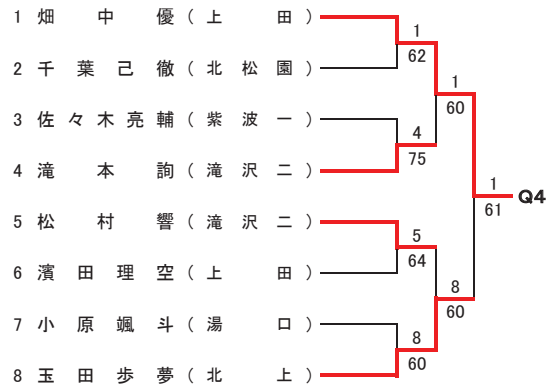 1 畑中優(上田)
1
62
2 千葉己徹(北松園)
1
60
3 佐々木亮輔(紫波一)
4
75
4 滝本詢(滝沢二)
1
61
Q4
5 松村響(滝沢二)
5
64
6 濱田理空(上田)
8
60
7 小原颯斗(湯口)
8
60
8 玉田歩夢(北上)